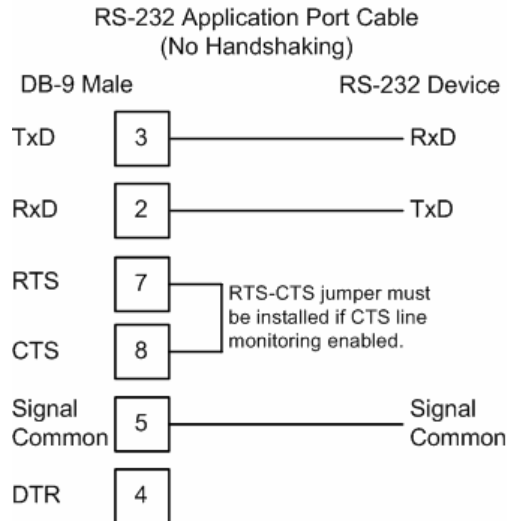 RS-232 Application Port Cable
(No Handshaking)
DB-9 Male RS-232 Device
TxD 3 RxD
RxD 2 TxD
RTS 7
RTS-CTS jumper must
be installed if CTS line
monitoring enabled.
CTS 8
Signal
Common 5 Signal
Common
DTR 4